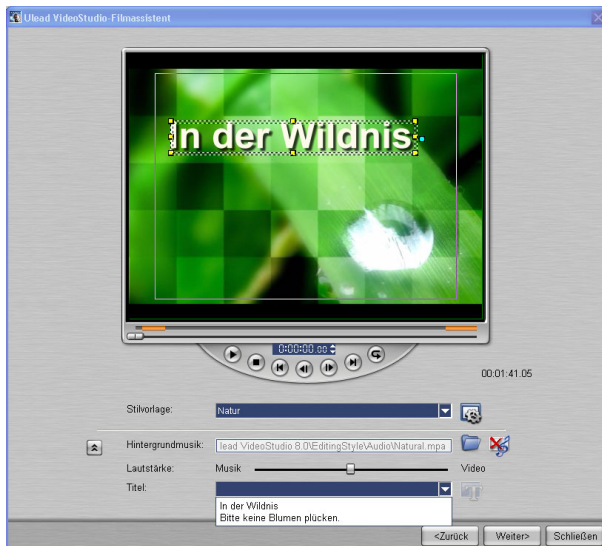 Ulead VideoStudio-Filmassistent
In der Wildnis
0:00:00.00
00:01:41.05
Stilvorlage: Natur
Hintergrundmusik: lead VideoStudio 8.0\EditingStyle\Audio\Natural.mpa
Lautstärke: Musik Video
Titel:
In der Wildnis
Bitte keine Blumen plücken.
<Zurück Weiter> Schließen